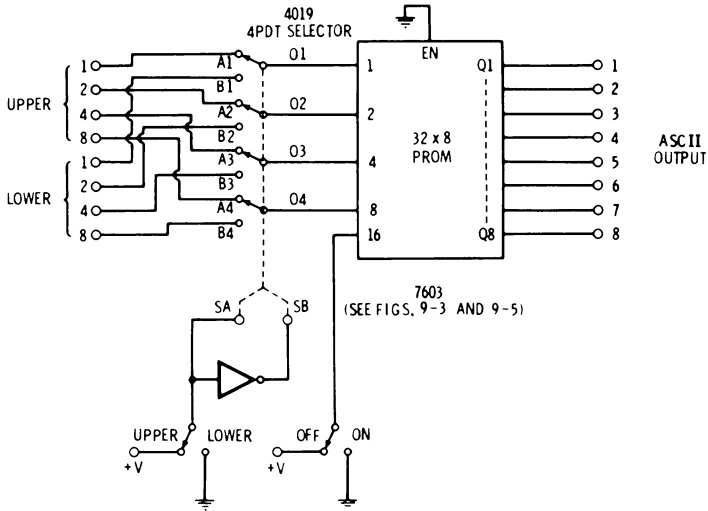 4019
4PDT SELECTOR
UPPER
1
2
4
8
LOWER
1
2
4
8
A1
B1
A2
B2
A3
B3
A4
B4
O1
O2
O3
O4
EN
1
2
4
8
16
32 x 8
PROM
Q1
Q8
1
2
3
4
5
6
7
8
ASCII
OUTPUT
7603
(SEE FIGS. 9-3 AND 9-5)
SA
SB
UPPER
LOWER
+V
OFF
ON
+V